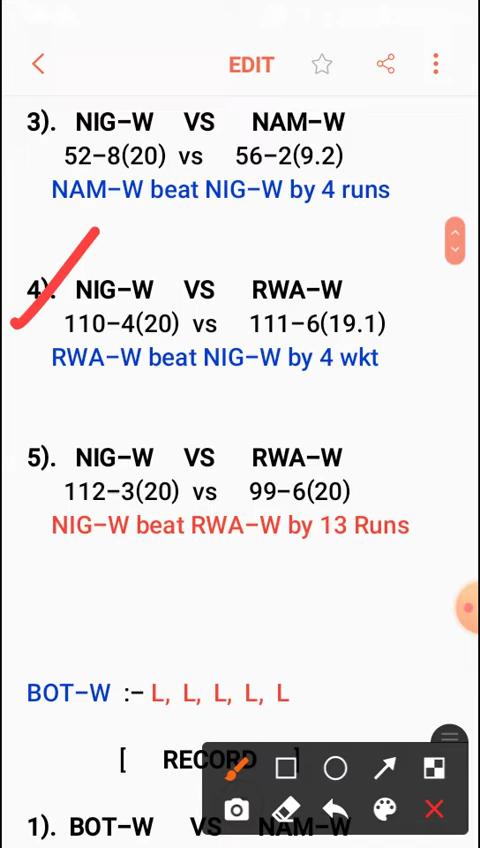 EDIT
3). NIG–W VS NAM–W
52–8(20) vs 56–2(9.2)
NAM–W beat NIG–W by 4 runs
4). NIG–W VS RWA–W
110–4(20) vs 111–6(19.1)
RWA–W beat NIG–W by 4 wkt
5). NIG–W VS RWA–W
112–3(20) vs 99–6(20)
NIG–W beat RWA–W by 13 Runs
BOT–W :– L, L, L, L, L
[ RECORD ]
1). BOT–W VS NAM–W